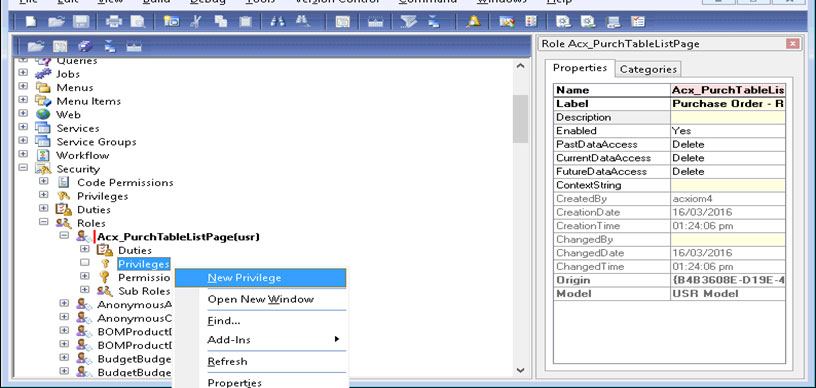 File Edit View Build Debug Tools Version Control Command Windows Help
Queries
Jobs
Menus
Menu Items
Web
Services
Service Groups
Workflow
Security
Code Permissions
Privileges
Duties
Roles
Acx_PurchTableListPage(usr)
Duties
Privileges
Permissio
Sub Roles
AnonymousA
AnonymousC
BOMProductD
BOMProductD
BudgetBudge
BudgetBudge
New Privilege
Open New Window
Find...
Add-Ins
Refresh
Properties
Role Acx_PurchTableListPage
Properties Categories
Name Acx_PurchTableLis
Label Purchase Order - R
Description
Enabled Yes
PastDataAccess Delete
CurrentDataAccess Delete
FutureDataAccess Delete
ContextString
CreatedBy acxiom4
CreationDate 16/03/2016
CreationTime 01:24:06 pm
ChangedBy
ChangedDate 16/03/2016
ChangedTime 01:24:06 pm
Origin {B4B3608E-D19E-4
Model USR Model